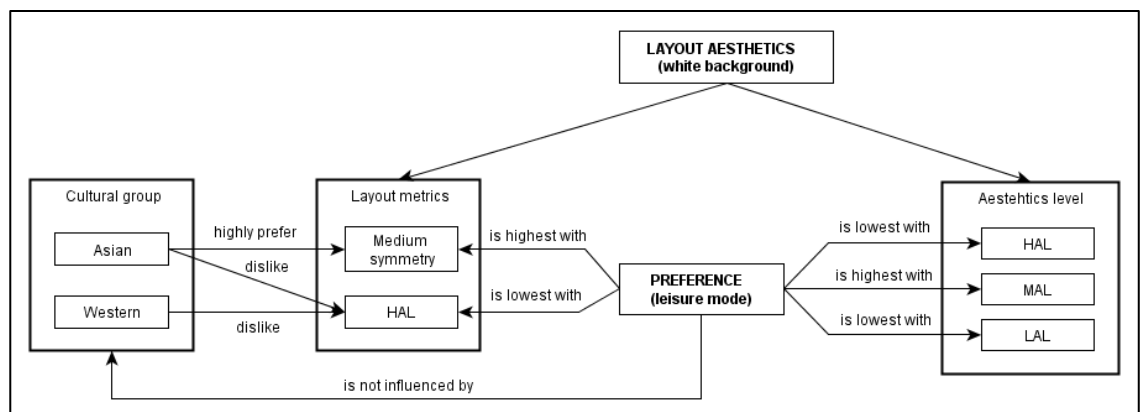 LAYOUT AESTHETICS
(white background)
Cultural group
Asian
Western
highly prefer
dislike
dislike
Layout metrics
Medium
symmetry
HAL
is highest with
is lowest with
PREFERENCE
(leisure mode)
is lowest with
is highest with
is lowest with
Aestehtics level
HAL
MAL
LAL
is not influenced by